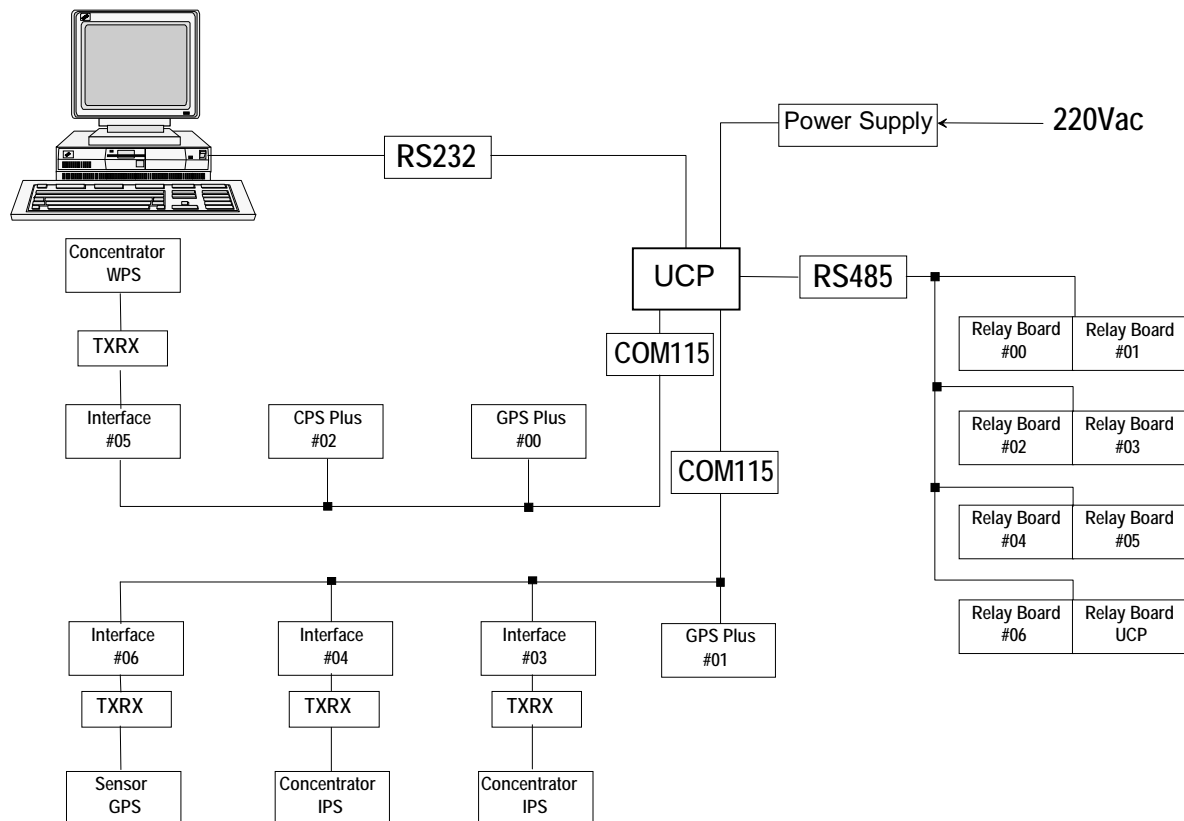 Power Supply
220Vac
RS232
Concentrator
WPS
UCP
RS485
TXRX
COM115
Relay Board
#00
Relay Board
#01
Interface
#05
CPS Plus
#02
GPS Plus
#00
Relay Board
#02
Relay Board
#03
COM115
Relay Board
#04
Relay Board
#05
Interface
#06
Interface
#04
Interface
#03
GPS Plus
#01
Relay Board
#06
Relay Board
UCP
TXRX
TXRX
TXRX
Sensor
GPS
Concentrator
IPS
Concentrator
IPS